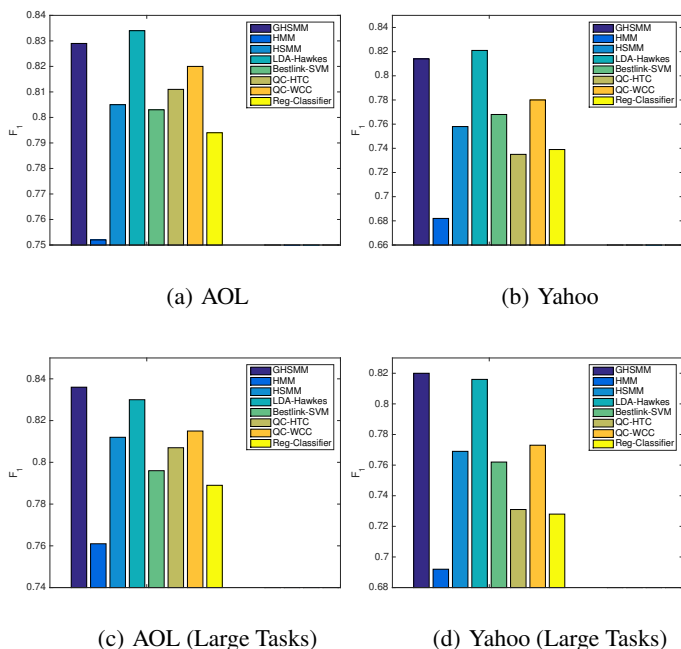 0.84
0.83
0.82
0.81
0.8
0.79
0.78
0.77
0.76
0.75
F1
GHSMM
HMM
HSMM
LDA-Hawkes
Bestlink-SVM
QC-HTC
QC-WCC
Reg-Classifier
(a) AOL
0.84
0.82
0.8
0.78
0.76
0.74
0.72
0.7
0.68
0.66
F1
GHSMM
HMM
HSMM
LDA-Hawkes
Bestlink-SVM
QC-HTC
QC-WCC
Reg-Classifier
(b) Yahoo
0.84
0.82
0.8
0.78
0.76
0.74
F1
GHSMM
HMM
HSMM
LDA-Hawkes
Bestlink-SVM
QC-HTC
QC-WCC
Reg-Classifier
(c) AOL (Large Tasks)
0.82
0.8
0.78
0.76
0.74
0.72
0.7
0.68
F1
GHSMM
HMM
HSMM
LDA-Hawkes
Bestlink-SVM
QC-HTC
QC-WCC
Reg-Classifier
(d) Yahoo (Large Tasks)